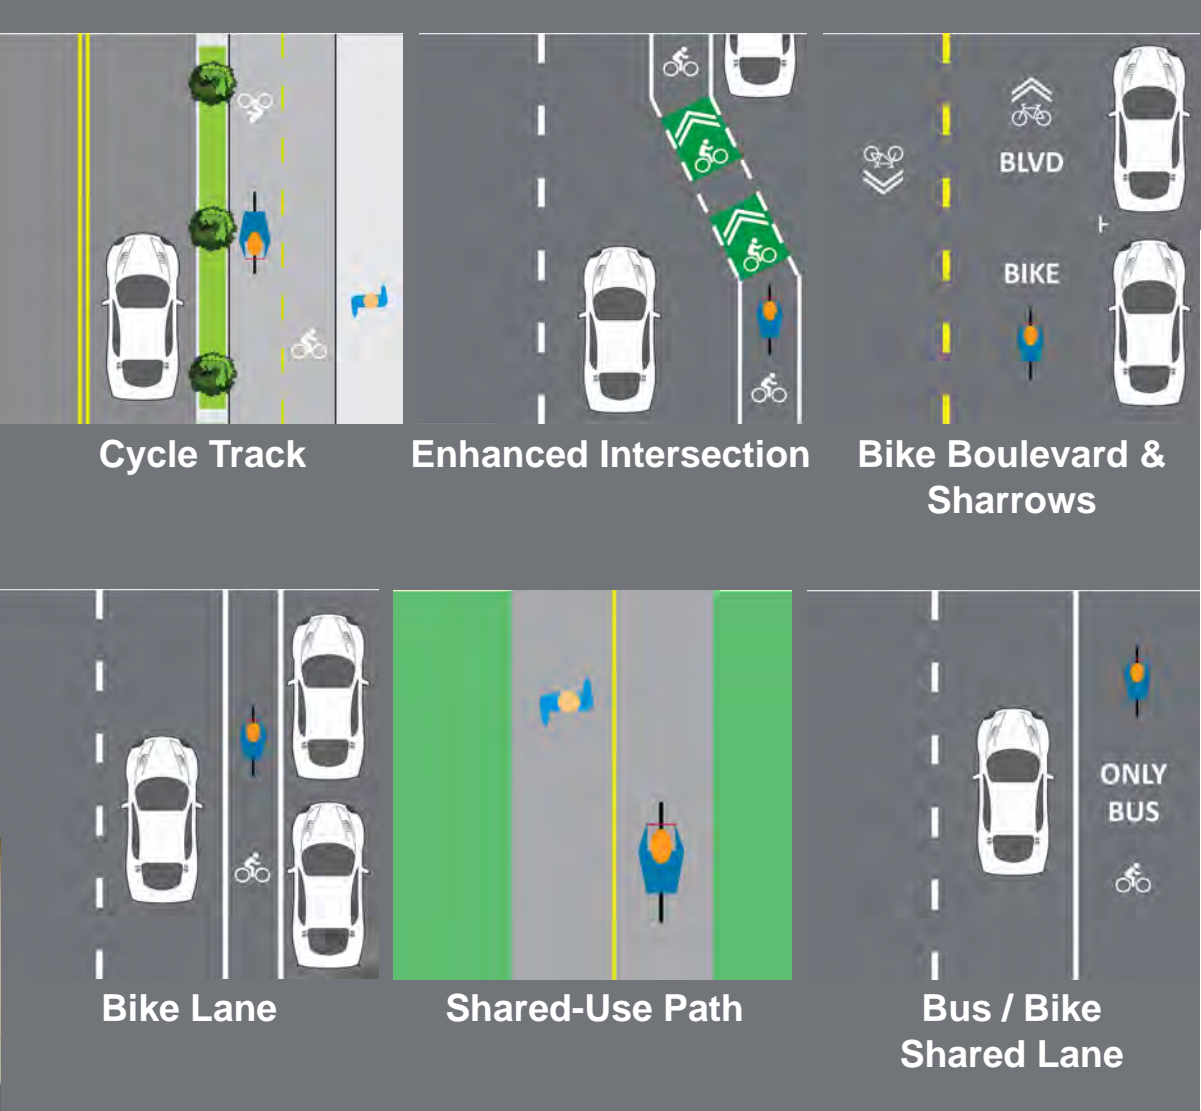 BLVD
BIKE
Cycle Track
Enhanced Intersection
Bike Boulevard &
Sharrows
ONLY
BUS
Bike Lane
Shared-Use Path
Bus / Bike
Shared Lane